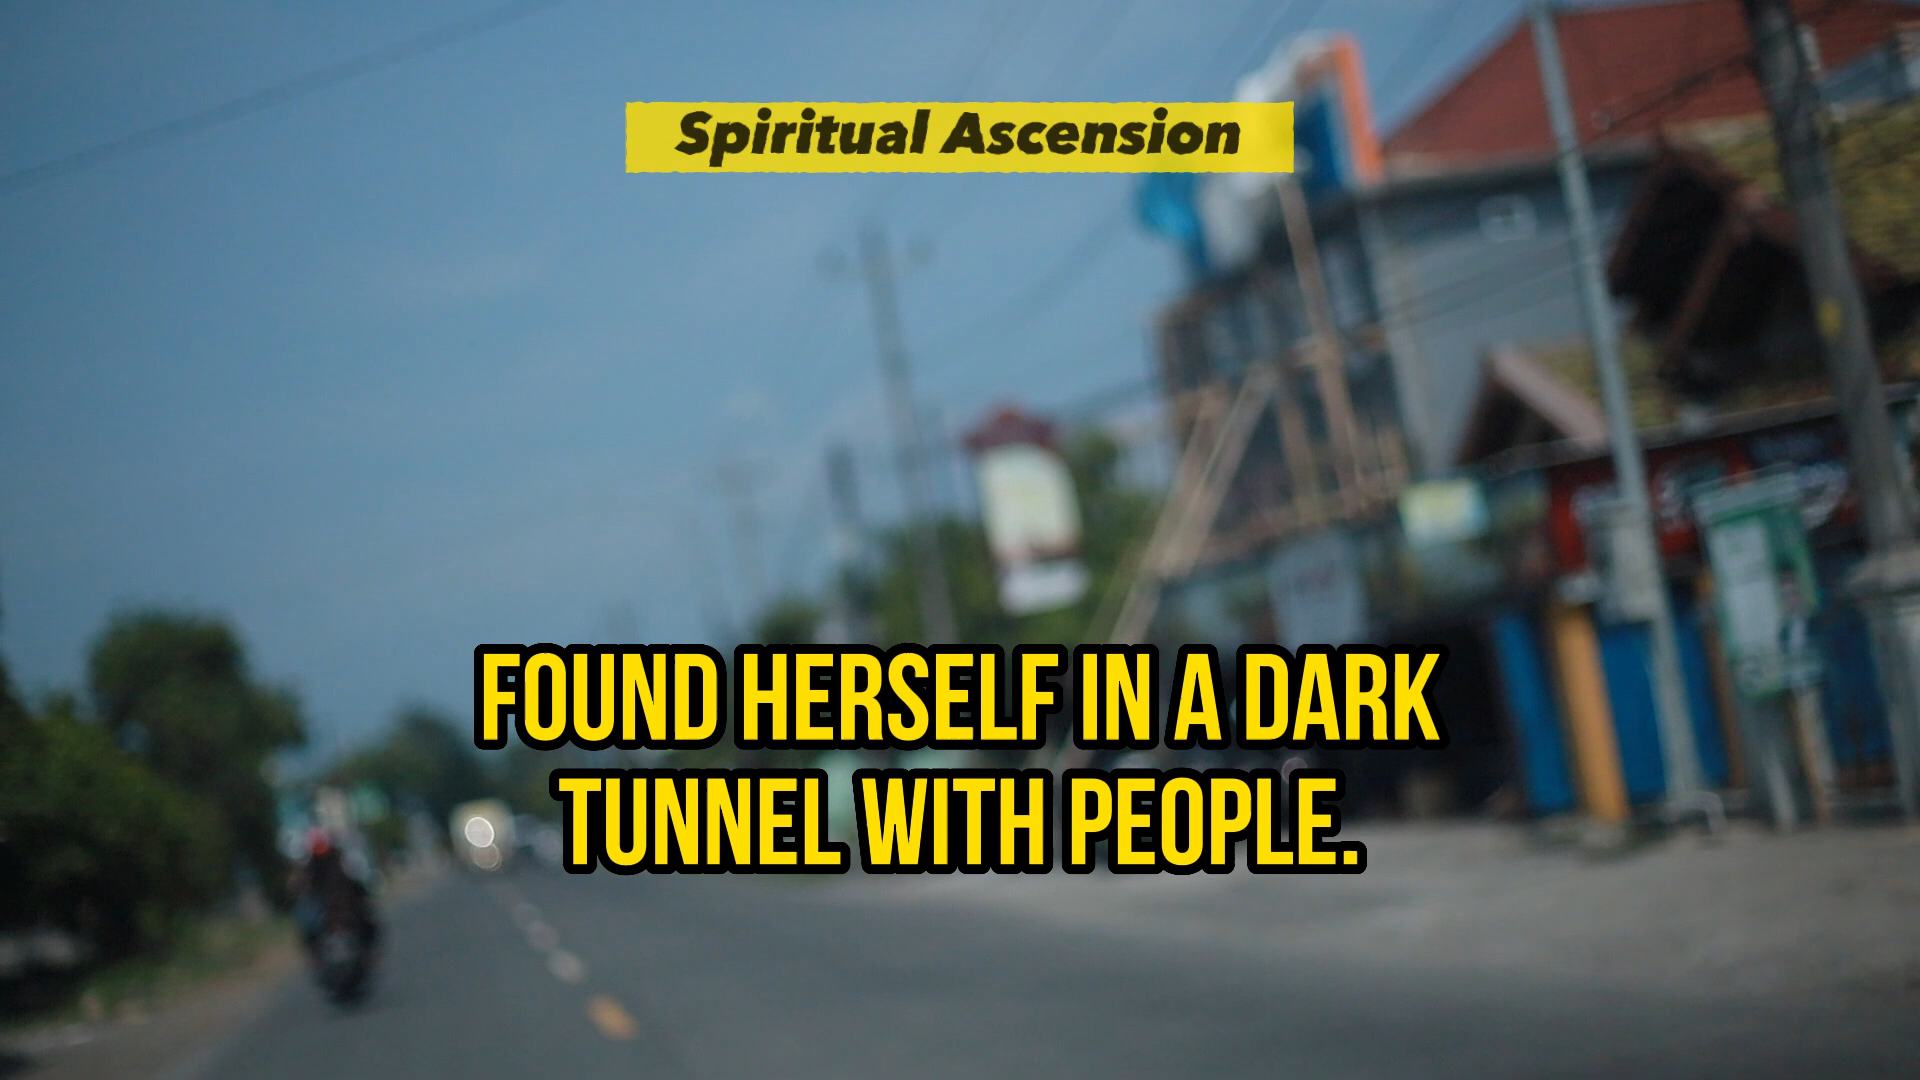 Spiritual Ascension
FOUND HERSELF IN A DARK
TUNNEL WITH PEOPLE.